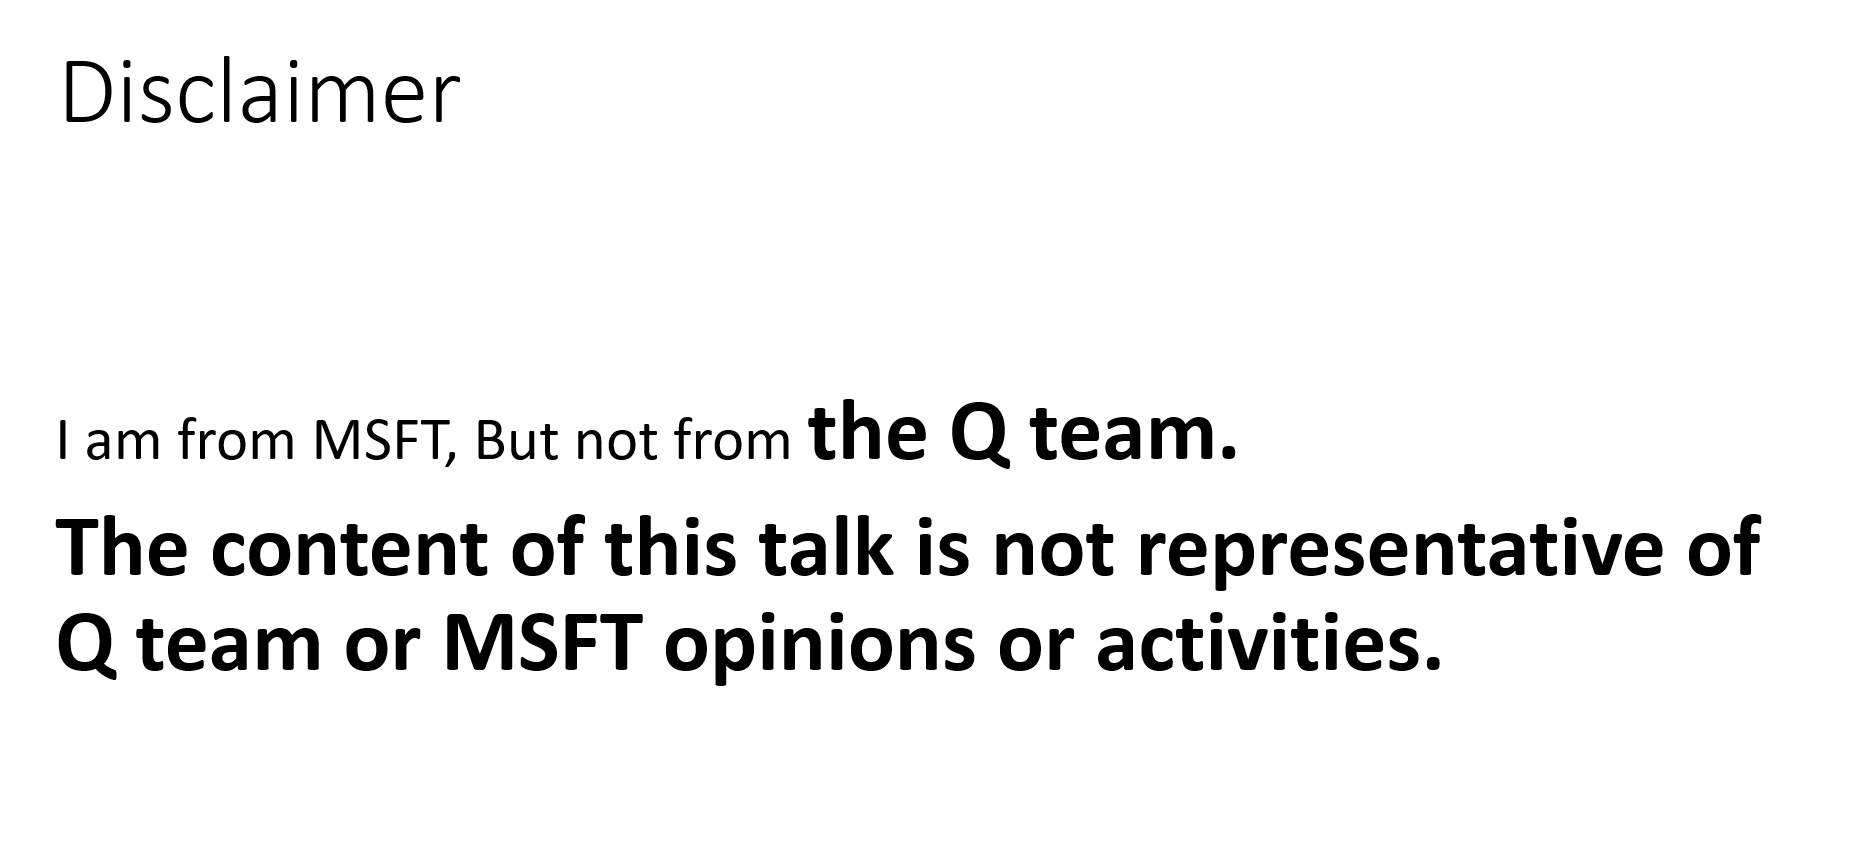 Disclaimer
I am from MSFT, But not from the Q team.
The content of this talk is not representative of
Q team or MSFT opinions or activities.